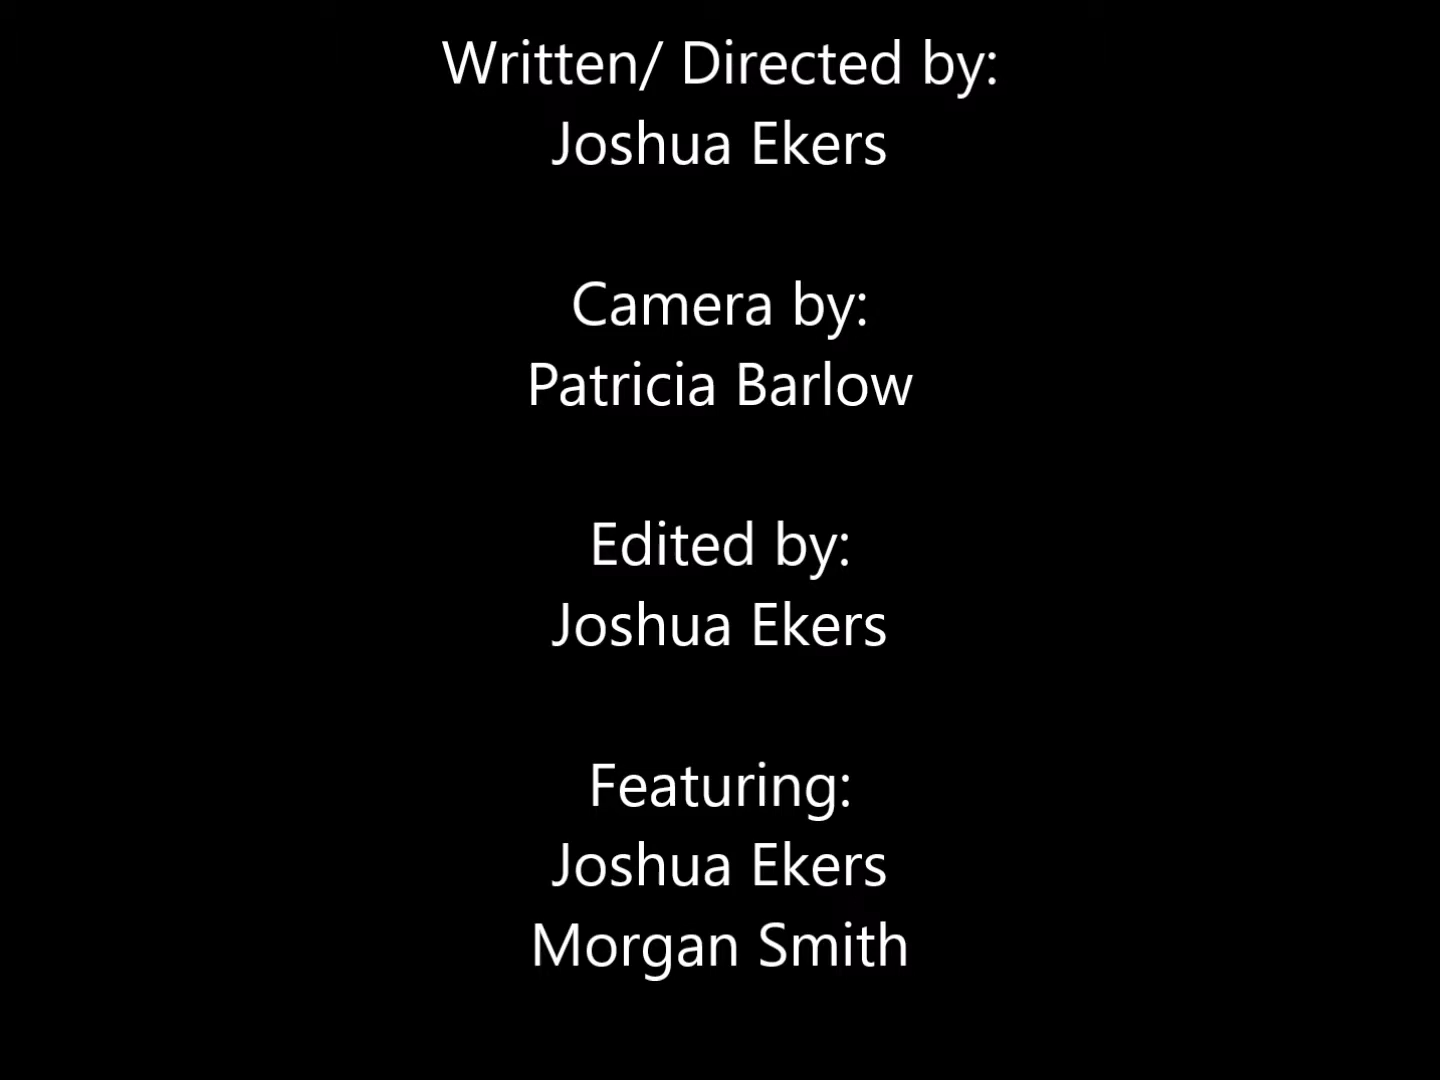 Written/ Directed by:
Joshua Ekers
Camera by:
Patricia Barlow
Edited by:
Joshua Ekers
Featuring:
Joshua Ekers
Morgan Smith